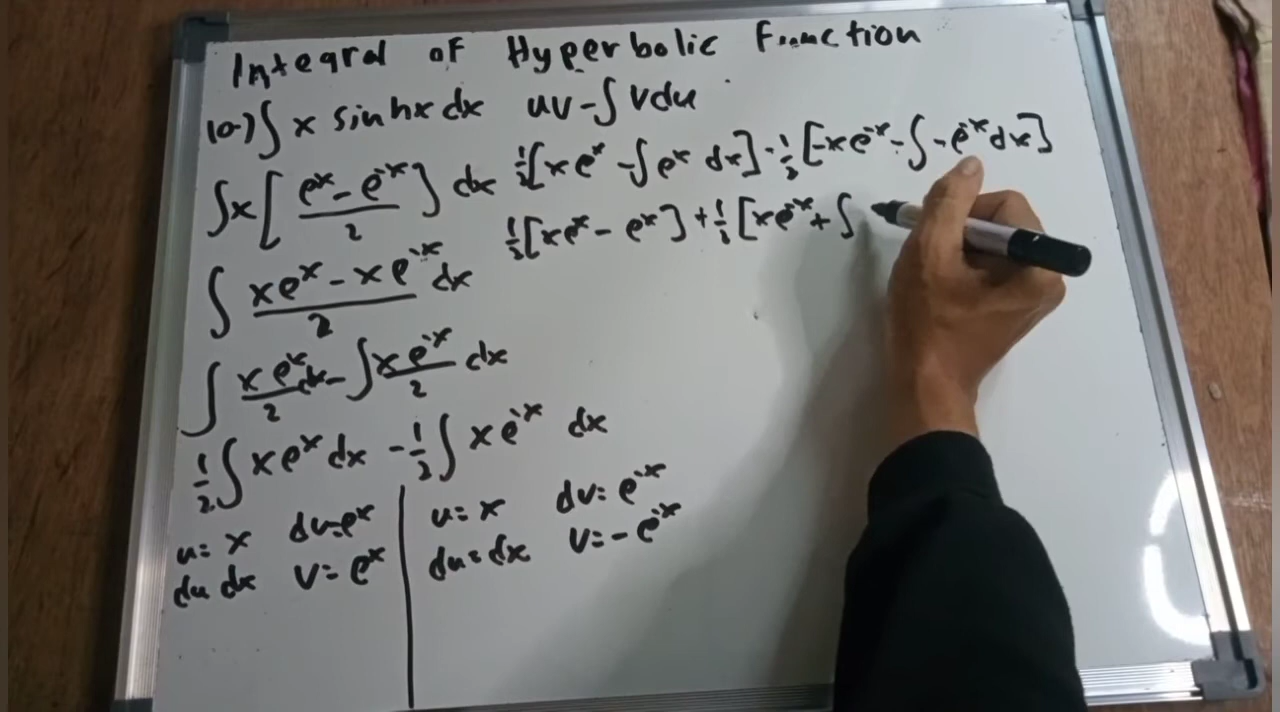 Integral of Hyperbolic Function
10.) ∫ x sinhx dx uv - ∫ vdu
∫x [ (eˣ - e⁻ˣ)/2 ] dx
∫ (xeˣ - xe⁻ˣ)/2 dx
∫ xeˣ/2 dx - ∫ xe⁻ˣ/2 dx
1/2 ∫ xeˣ dx - 1/2 ∫ xe⁻ˣ dx
u = x dv = eˣ
du dx v = eˣ
u = x dv = e⁻ˣ
du = dx v = -e⁻ˣ
1/2 [xeˣ - ∫ eˣ dx] - 1/2 [-xe⁻ˣ - ∫ -e⁻ˣ dx]
1/2 [xeˣ - eˣ] + 1/2 [xe⁻ˣ + ∫